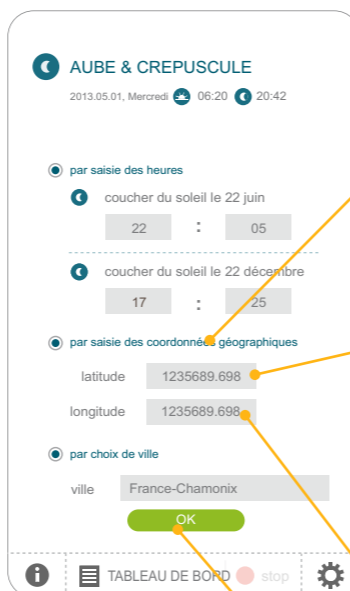 AUBE & CREPUSCULE
2013.05.01, Mercredi 06:20 20:42
par saisie des heures
coucher du soleil le 22 juin
22 : 05
coucher du soleil le 22 décembre
17 : 25
par saisie des coordonnées géographiques
latitude 1235689.698
longitude 1235689.698
par choix de ville
ville France-Chamonix
OK
i TABLEAU DE BORD stop